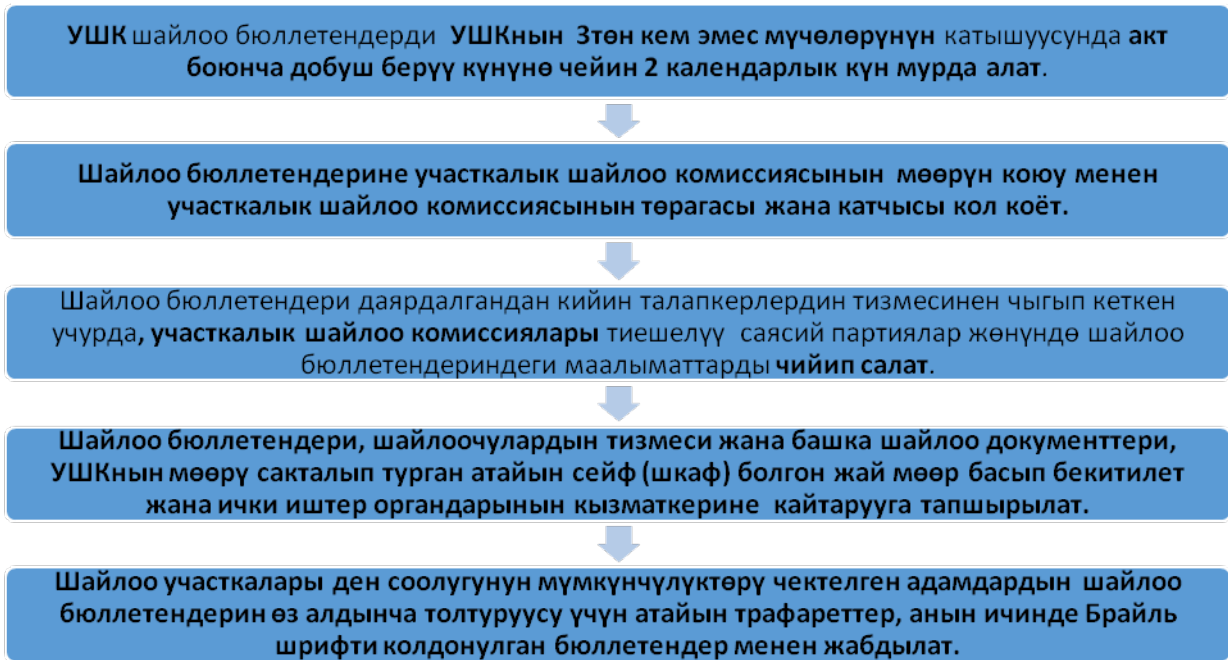 УШК шайлоо бюллетендерди УШКнын 3төн кем эмес мүчөлөрүнүн катышуусунда акт
боюнча добуш берүү күнүнө чейин 2 календарлык күн мурда алат.
Шайлоо бюллетендерине участкалык шайлоо комиссиясынын мөөрүн коюу менен
участкалык шайлоо комиссиясынын төрагасы жана катчысы кол коёт.
Шайлоо бюллетендери даярдалгандан кийин талапкерлердин тизмесинен чыгып кеткен
учурда, участкалык шайлоо комиссиялары тиешелүү саясий партиялар жөнүндө шайлоо
бюллетендериндеги маалыматтарды чийип салат.
Шайлоо бюллетендери, шайлоочулардын тизмеси жана башка шайлоо документтери,
УШКнын мөөрү сакталып турган атайын сейф (шкаф) болгон жай мөөр басып бекитилет
жана ички иштер органдарынын кызматкерине кайтарууга тапшырылат.
Шайлоо участкалары ден соолугунун мүмкүнчүлүктөрү чектелген адамдардын шайлоо
бюллетендерин өз алдынча толтуруусу үчүн атайын трафареттер, анын ичинде Брайль
шрифти колдонулган бюллетендер менен жабдылат.